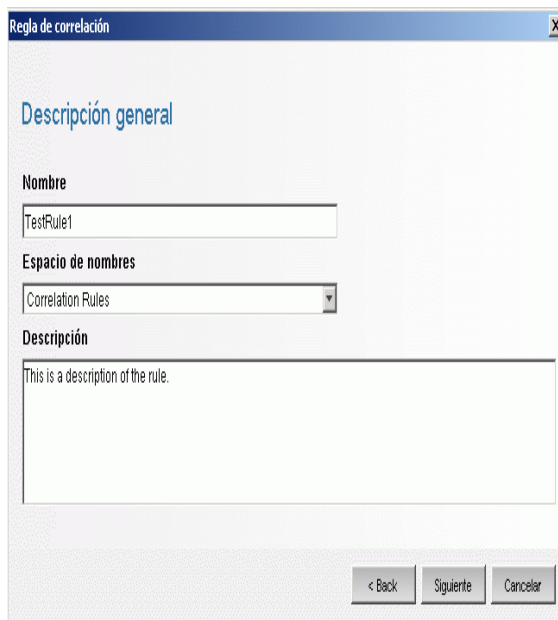 Regla de correlación
Descripción general
Nombre
TestRule1
Espacio de nombres
Correlation Rules
Descripción
This is a description of the rule.
< Back Siguiente Cancelar